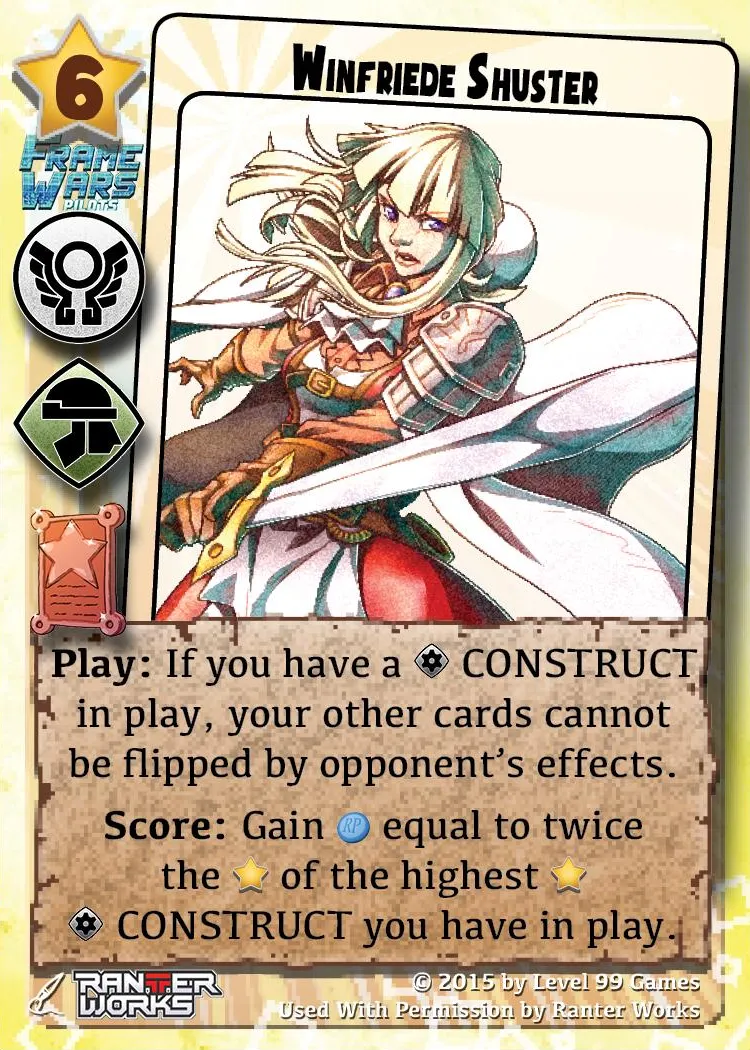 6
WINFRIEDE SHUSTER
FRAME
WARS
PILOTS
Play: If you have a CONSTRUCT
in play, your other cards cannot
be flipped by opponent's effects.
Score: Gain RP equal to twice
the of the highest
CONSTRUCT you have in play.
RANTER
WORKS
© 2015 by Level 99 Games
Used With Permission by Ranter Works